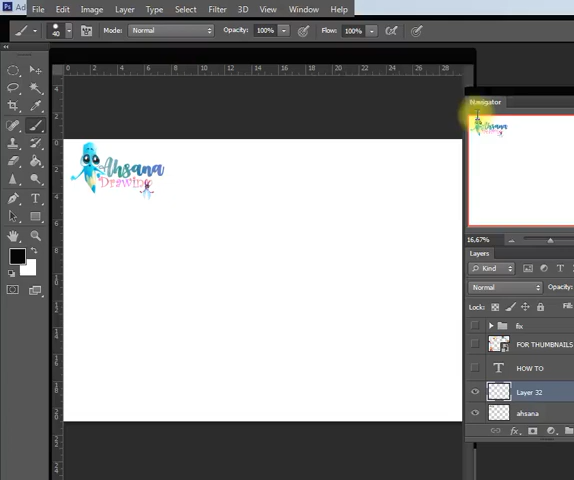 Ps Ad
File Edit Image Layer Type Select Filter 3D View Window Help
40 Mode: Normal Opacity: 100% Flow: 100%
0 2 4 6 8 10 12 14 16 18 20 22 24 26 28
Ahsana
Drawing
Navigator
16,67%
Layers
Kind T
Normal Opacity:
Lock: Fill:
fix
FOR THUMBNAILS
T HOW TO
Layer 32
ahsana
fx